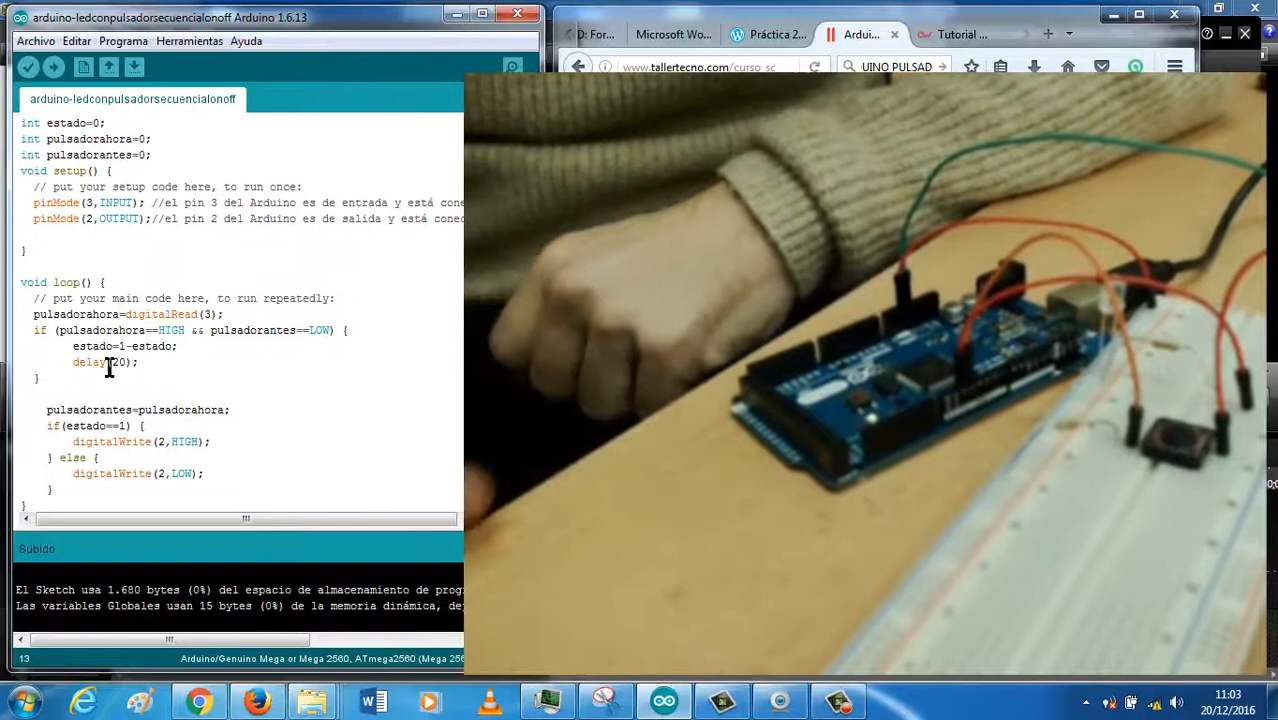 arduino-ledconpulsadorsecuencialonoff Arduino 1.6.13
Archivo Editar Programa Herramientas Ayuda
arduino-ledconpulsadorsecuencialonoff
int estado=0;
int pulsadorahora=0;
int pulsadorantes=0;
void setup() {
// put your setup code here, to run once:
pinMode(3,INPUT); //el pin 3 del Arduino es de entrada y está cone
pinMode(2,OUTPUT);//el pin 2 del Arduino es de salida y está conec
}
void loop() {
// put your main code here, to run repeatedly:
pulsadorahora=digitalRead(3);
if (pulsadorahora==HIGH && pulsadorantes==LOW) {
estado=1-estado;
delay(20);
}
pulsadorantes=pulsadorahora;
if(estado==1) {
digitalWrite(2,HIGH);
} else {
digitalWrite(2,LOW);
}
}
Subido
El Sketch usa 1.680 bytes (0%) del espacio de almacenamiento de prog
Las variables Globales usan 15 bytes (0%) de la memoria dinámica, de
13 Arduino/Genuino Mega or Mega 2560, ATmega2560 (Mega 256
D: For... Microsoft Wo... Práctica 2... Ardui... Tutorial ...
www.tallertecno.com/curso_sc UINO PULSAD
11:03
20/12/2016